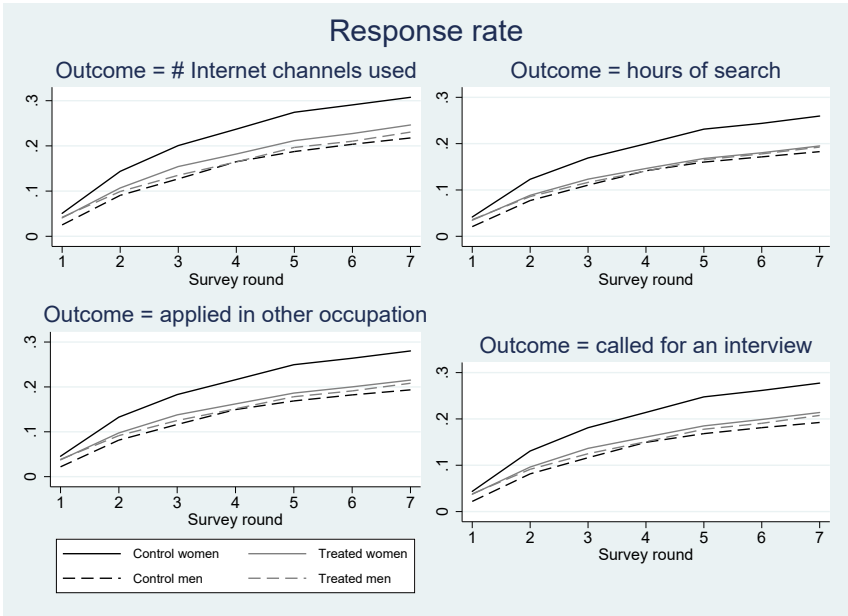 Response rate
Outcome = # Internet channels used
.3
.2
.1
0
1 2 3 4 5 6 7
Survey round
Outcome = hours of search
.3
.2
.1
0
1 2 3 4 5 6 7
Survey round
Outcome = applied in other occupation
.3
.2
.1
0
1 2 3 4 5 6 7
Survey round
Outcome = called for an interview
.3
.2
.1
0
1 2 3 4 5 6 7
Survey round
Control women Treated women
Control men Treated men